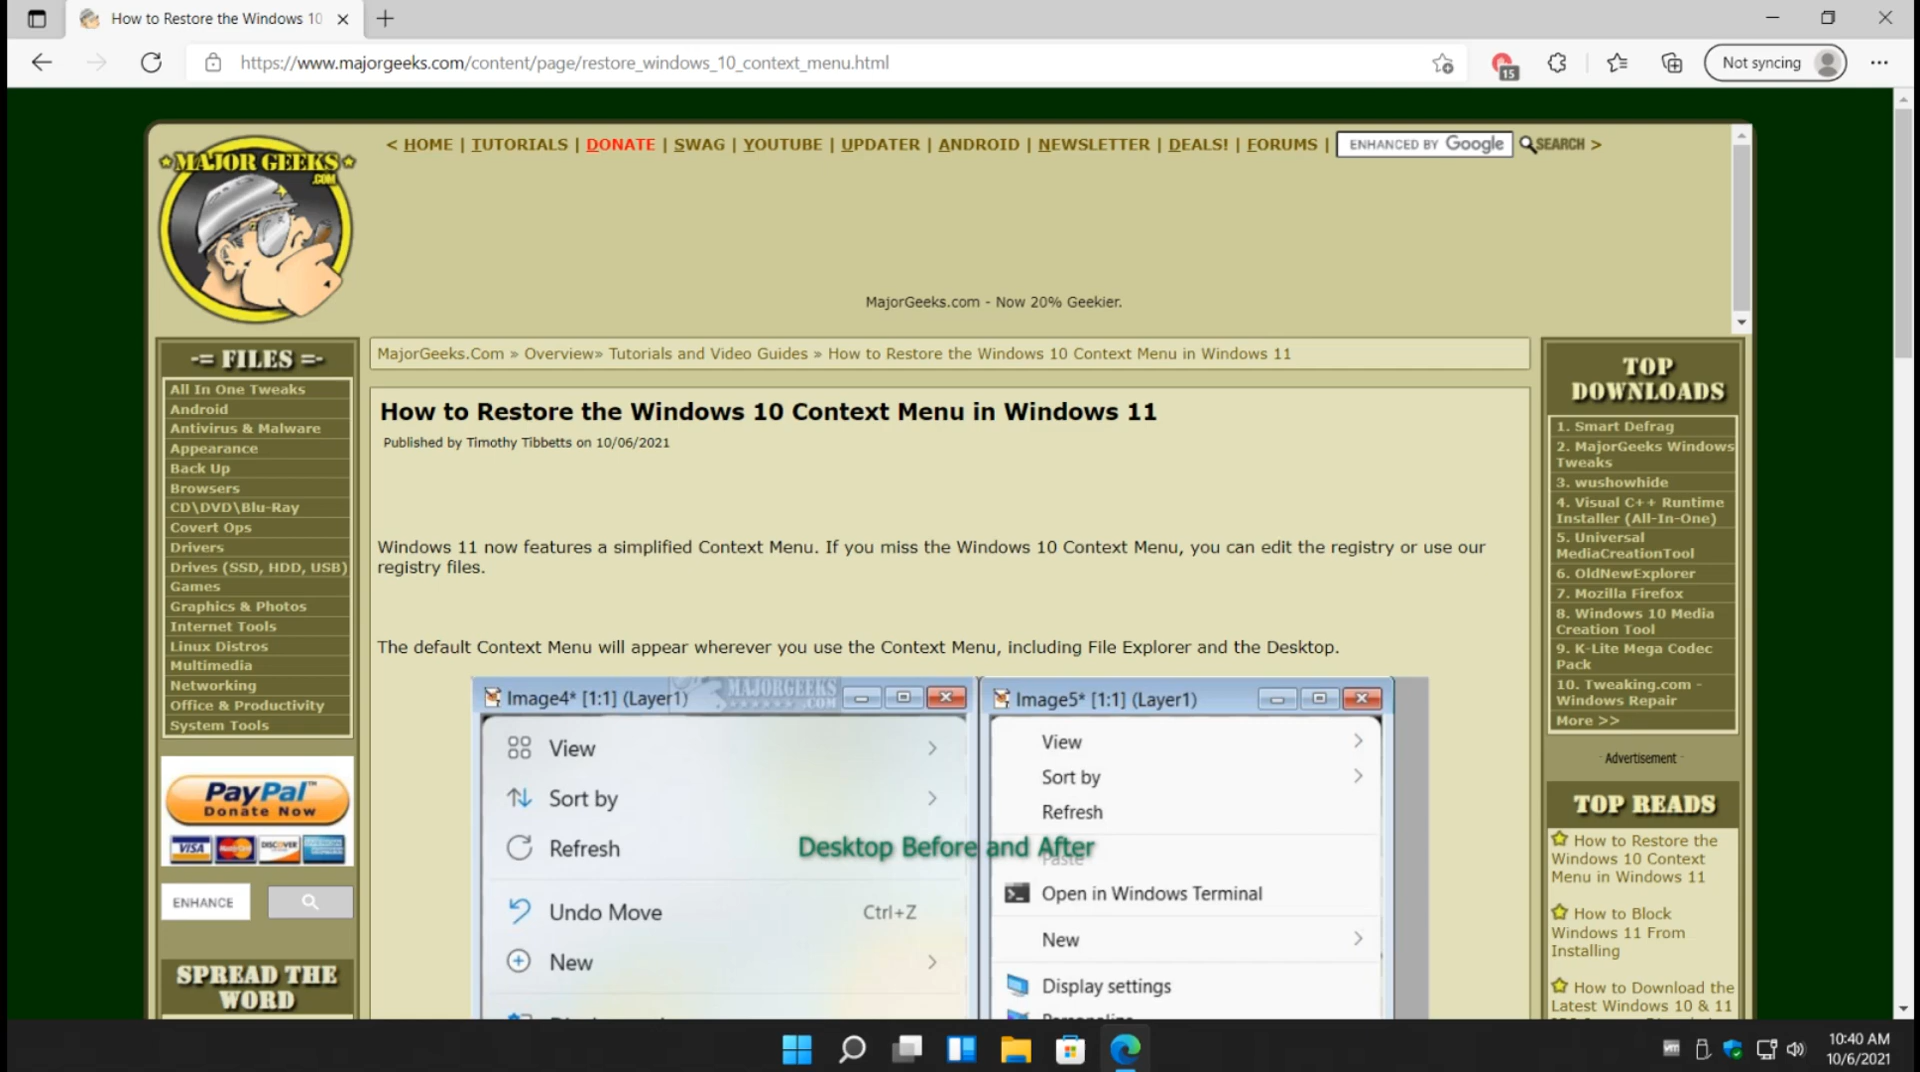 How to Restore the Windows 10
https://www.majorgeeks.com/content/page/restore_windows_10_context_menu.html
15
Not syncing
MAJOR GEEKS
.COM
< HOME | TUTORIALS | DONATE | SWAG | YOUTUBE | UPDATER | ANDROID | NEWSLETTER | DEALS! | FORUMS | ENHANCED BY Google SEARCH >
MajorGeeks.com - Now 20% Geekier.
-= FILES =-
All In One Tweaks
Android
Antivirus & Malware
Appearance
Back Up
Browsers
CD\DVD\Blu-Ray
Covert Ops
Drivers
Drives (SSD, HDD, USB)
Games
Graphics & Photos
Internet Tools
Linux Distros
Multimedia
Networking
Office & Productivity
System Tools
PayPal™
Donate Now
VISA MasterCard DISCOVER
ENHANCE
SPREAD THE
WORD
MajorGeeks.Com » Overview» Tutorials and Video Guides » How to Restore the Windows 10 Context Menu in Windows 11
How to Restore the Windows 10 Context Menu in Windows 11
Published by Timothy Tibbetts on 10/06/2021
Windows 11 now features a simplified Context Menu. If you miss the Windows 10 Context Menu, you can edit the registry or use our
registry files.
The default Context Menu will appear wherever you use the Context Menu, including File Explorer and the Desktop.
Image4* [1:1] (Layer1)
MAJORGEEKS
.COM
View
Sort by
Refresh
Undo Move Ctrl+Z
New
Desktop Before and After
Image5* [1:1] (Layer1)
View
Sort by
Refresh
Paste
Open in Windows Terminal
New
Display settings
Personalize
TOP
DOWNLOADS
1. Smart Defrag
2. MajorGeeks Windows
Tweaks
3. wushowhide
4. Visual C++ Runtime
Installer (All-In-One)
5. Universal
MediaCreationTool
6. OldNewExplorer
7. Mozilla Firefox
8. Windows 10 Media
Creation Tool
9. K-Lite Mega Codec
Pack
10. Tweaking.com -
Windows Repair
More >>
- Advertisement -
TOP READS
How to Restore the
Windows 10 Context
Menu in Windows 11
How to Block
Windows 11 From
Installing
How to Download the
Latest Windows 10 & 11
10:40 AM
10/6/2021